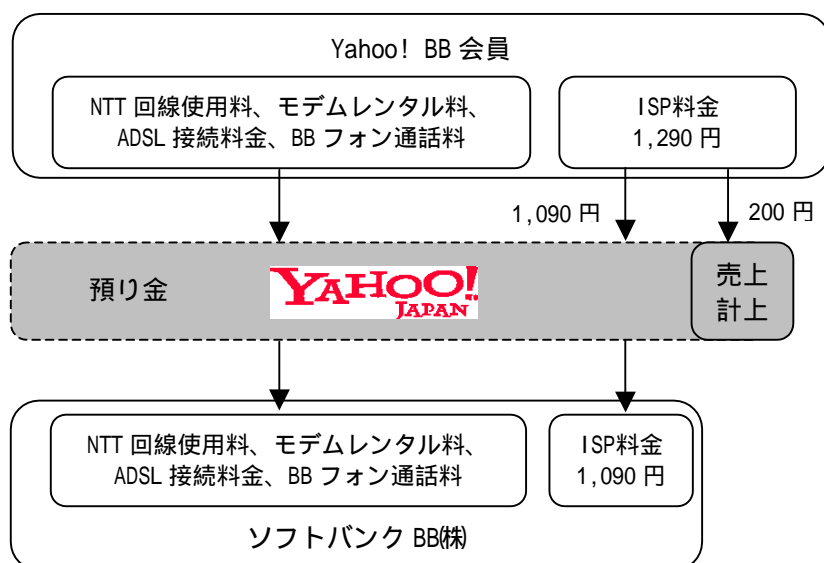 Yahoo! BB 会員
NTT 回線使用料、モデムレンタル料、
ADSL 接続料金、BB フォン通話料
ISP料金
1,290 円
1,090 円
200 円
預り金
YAHOO!
JAPAN
売上
計上
NTT 回線使用料、モデムレンタル料、
ADSL 接続料金、BB フォン通話料
ISP料金
1,090 円
ソフトバンク BB㈱